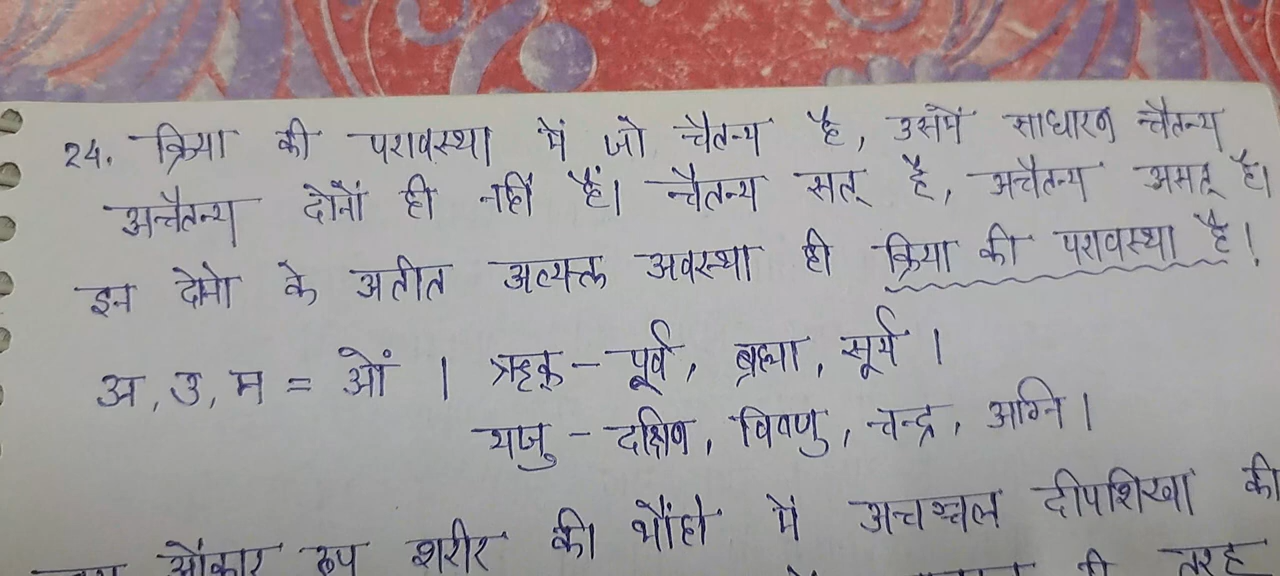 24. क्रिया की परावस्था में जो चैतन्य है, उसमें साधारण चैतन्य
अचैतन्य दोनों ही नहीं हैं। चैतन्य सत् है, अचैतन्य असत् है।
इन दोनो के अतीत अव्यक्त अवस्था ही क्रिया की परावस्था है!
अ, उ, म = ओं । ऋक् - पूर्व, ब्रह्मा, सूर्य ।
यजु - दक्षिण, विष्णु, चन्द्र, अग्नि ।
ओंकार रूप शरीर की भौंहो में अचञ्चल दीपशिखा की
की तरह